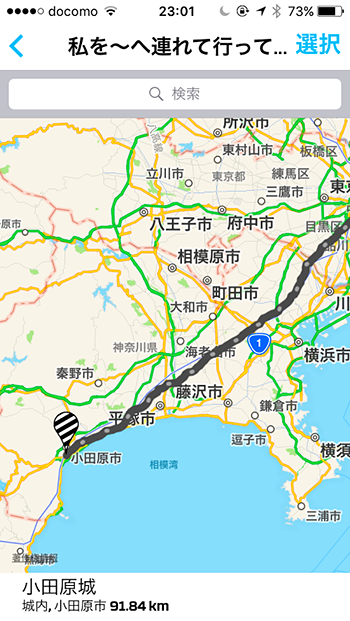 docomo 23:01 73%
私を〜へ連れて行って... 選択
検索
所沢市
東村山市 板橋区
立川市 東京都 練馬区
三鷹市
八王子市 府中市 目黒区
相模原市
町田市
大和市
神奈川県 海老名市 1 横浜市
秦野市
藤沢市
平塚市 鎌倉市
逗子市
小田原市 相模湾
三浦市
熱海市
小田原城
城内, 小田原市 91.84 km